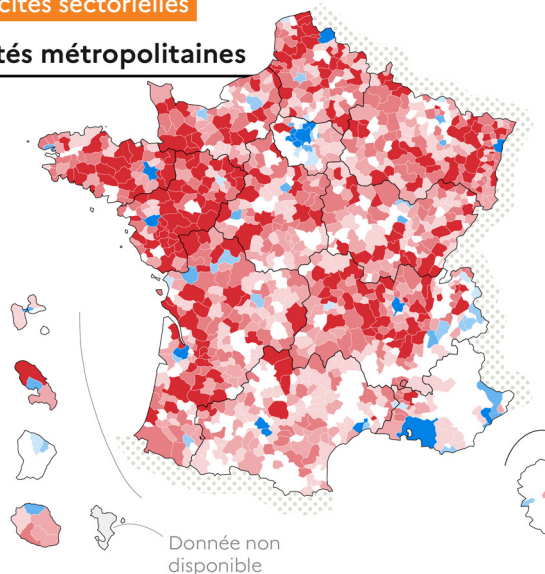 cités sectorielles
tés métropolitaines
Donnée non
disponible